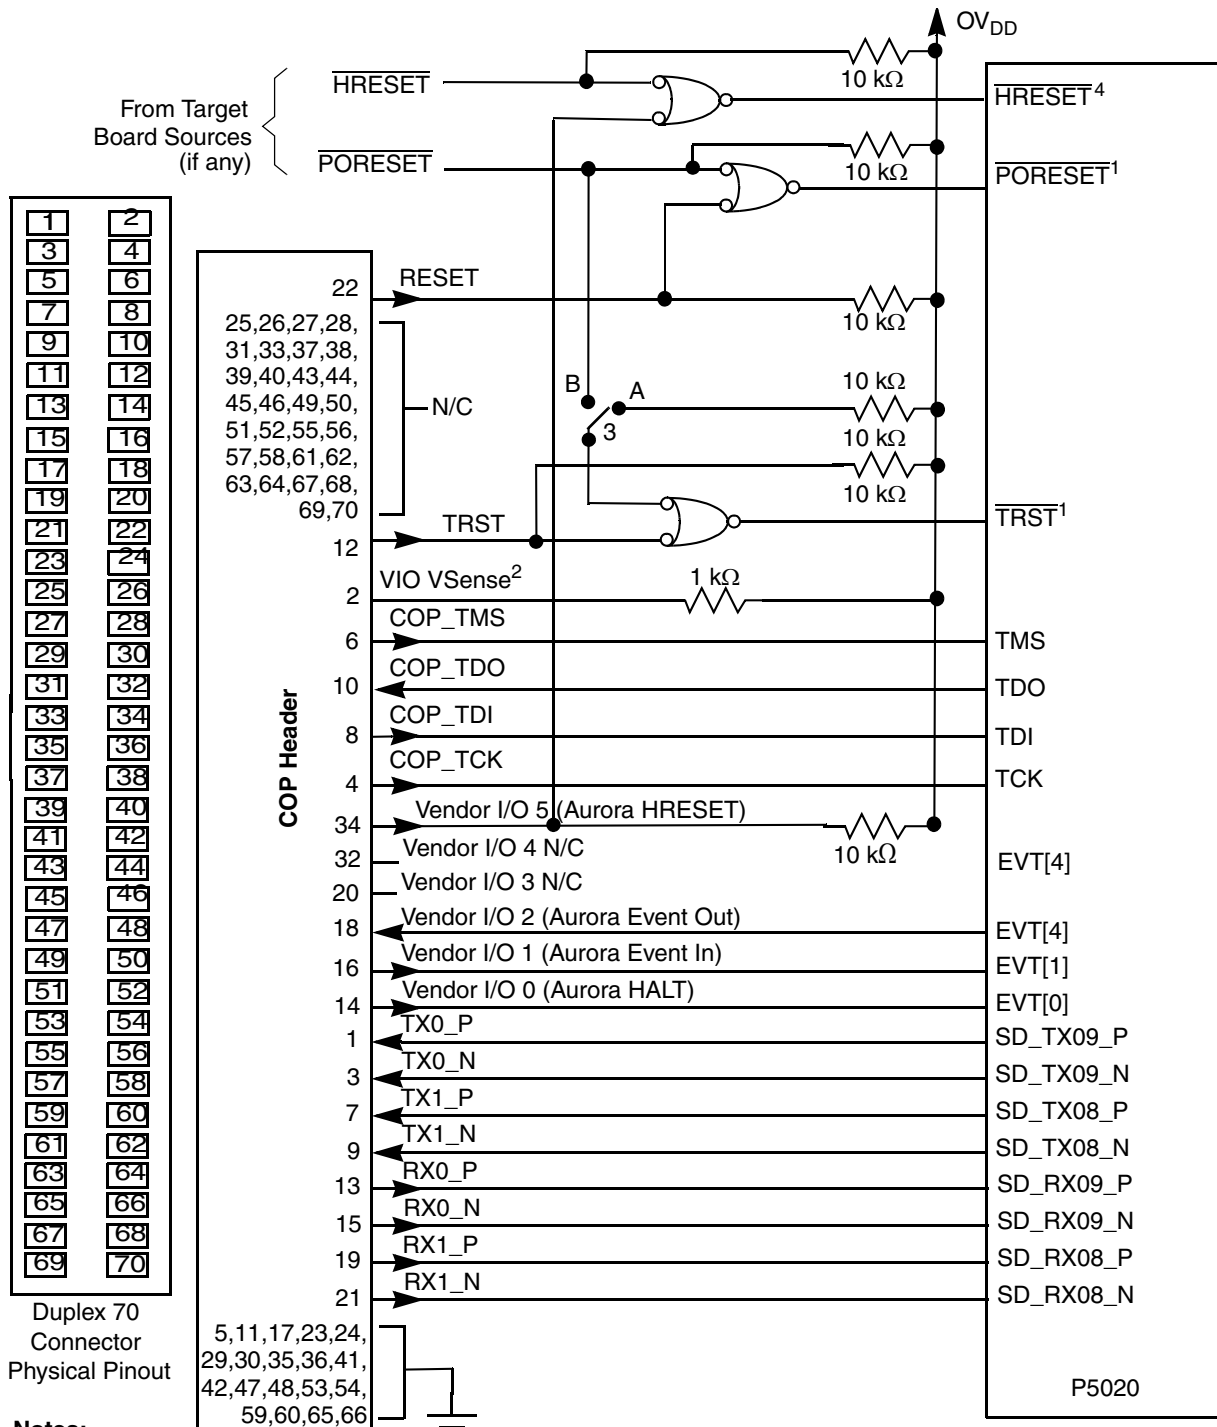 OVDD
10 kΩ
HRESET
HRESET4
From Target
Board Sources
(if any)
PORESET
10 kΩ
PORESET1
1 2
3 4
5 6
7 8
9 10
11 12
13 14
15 16
17 18
19 20
21 22
23 24
25 26
27 28
29 30
31 32
33 34
35 36
37 38
39 40
41 42
43 44
45 46
47 48
49 50
51 52
53 54
55 56
57 58
59 60
61 62
63 64
65 66
67 68
69 70
Duplex 70
Connector
Physical Pinout
Notes:
COP Header
22 RESET
10 kΩ
25,26,27,28,
31,33,37,38,
39,40,43,44,
45,46,49,50,
51,52,55,56,
57,58,61,62,
63,64,67,68,
69,70
N/C
B A
3
10 kΩ
10 kΩ
10 kΩ
12 TRST
TRST1
2 VIO VSense2 1 kΩ
6 COP_TMS TMS
10 COP_TDO TDO
8 COP_TDI TDI
4 COP_TCK TCK
34 Vendor I/O 5 (Aurora HRESET)
10 kΩ
32 Vendor I/O 4 N/C EVT[4]
20 Vendor I/O 3 N/C
18 Vendor I/O 2 (Aurora Event Out) EVT[4]
16 Vendor I/O 1 (Aurora Event In) EVT[1]
14 Vendor I/O 0 (Aurora HALT) EVT[0]
1 TX0_P SD_TX09_P
3 TX0_N SD_TX09_N
7 TX1_P SD_TX08_P
9 TX1_N SD_TX08_N
13 RX0_P SD_RX09_P
15 RX0_N SD_RX09_N
19 RX1_P SD_RX08_P
21 RX1_N SD_RX08_N
5,11,17,23,24,
29,30,35,36,41,
42,47,48,53,54,
59,60,65,66
P5020